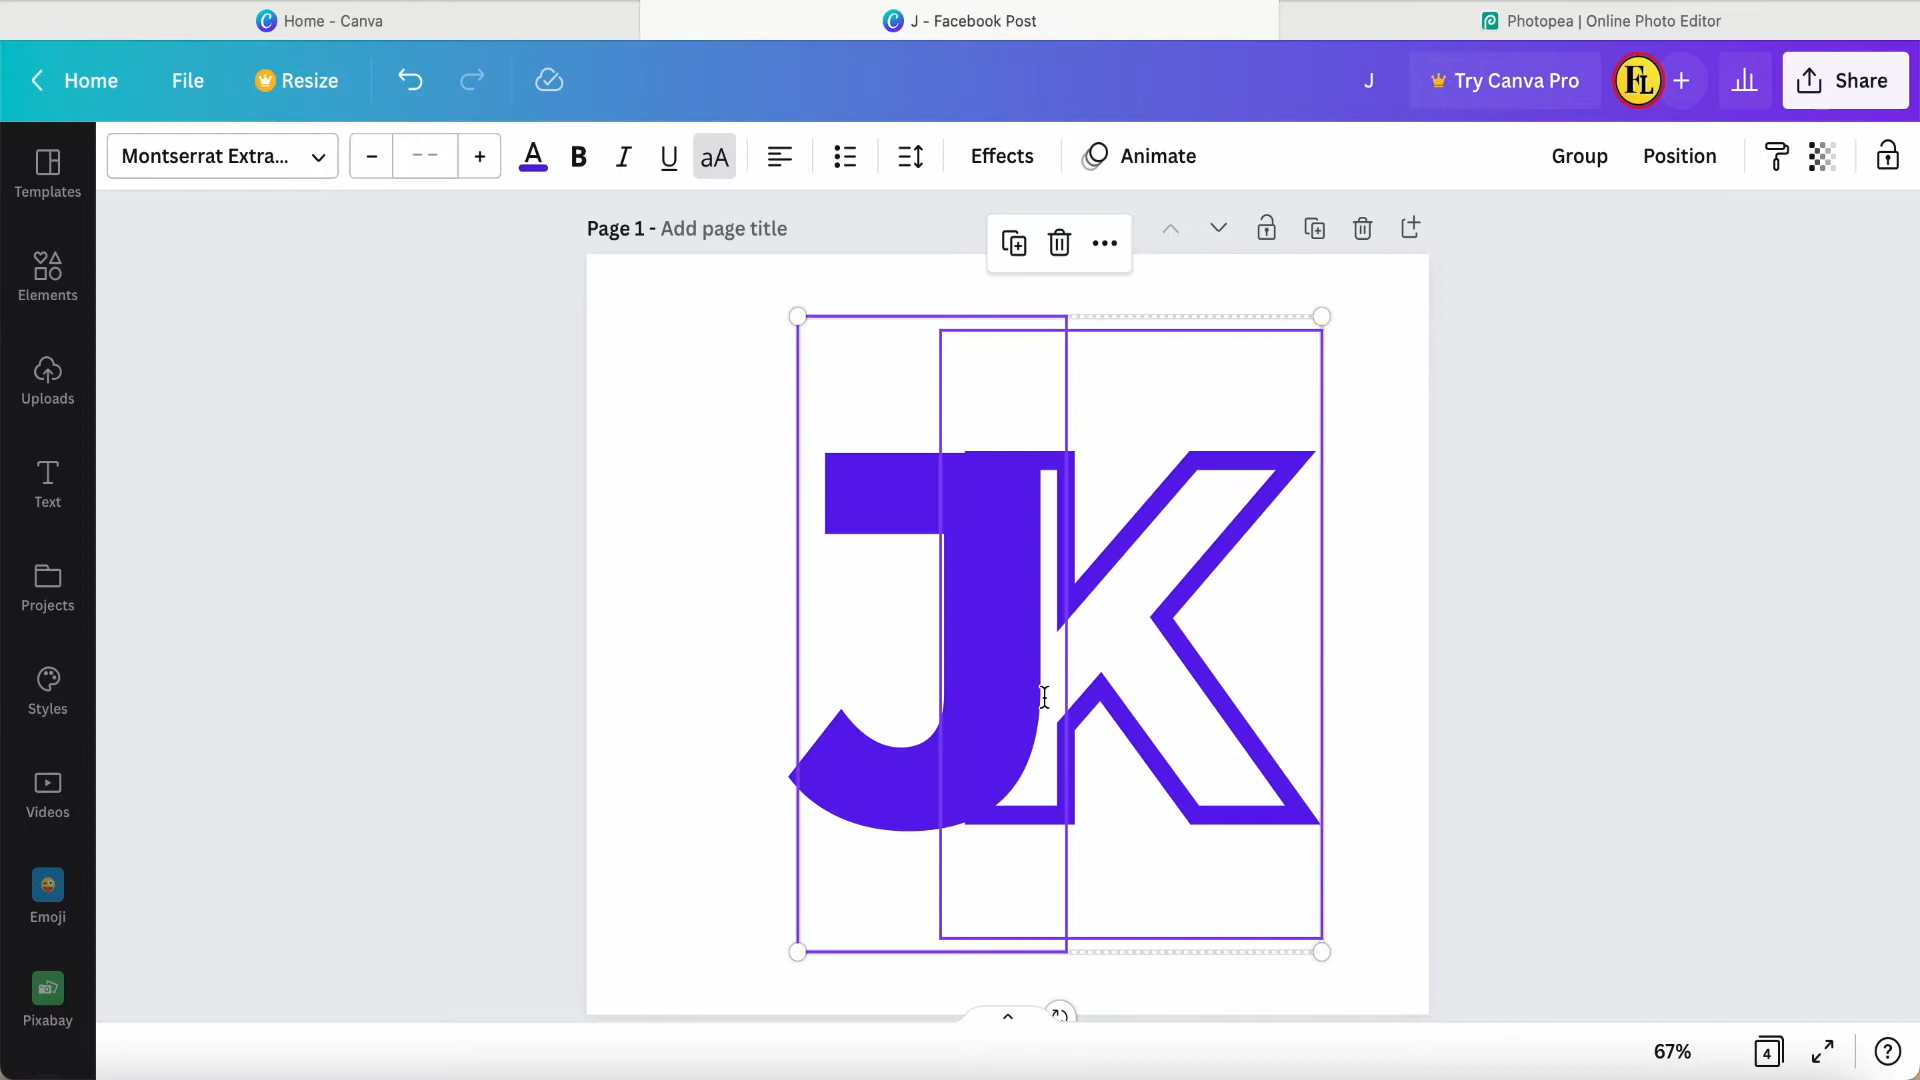 Home - Canva
J - Facebook Post
Photopea | Online Photo Editor
Home
File
Resize
J
Try Canva Pro
FL
Share
Montserrat Extra...
- -
A
B
I
U
aA
Effects
Animate
Group
Position
Templates
Elements
Uploads
Text
Projects
Styles
Videos
Emoji
Pixabay
Page 1 - Add page title
JK
67%
4
?